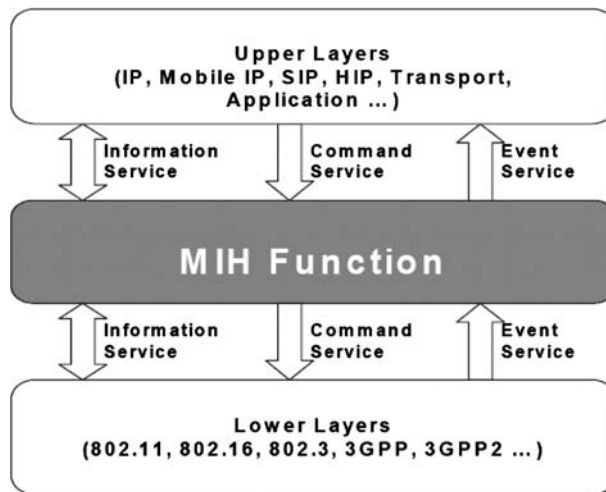 Upper Layers
(IP, Mobile IP, SIP, HIP, Transport,
Application ...)
Information
Service
Command
Service
Event
Service
MIH Function
Information
Service
Command
Service
Event
Service
Lower Layers
(802.11, 802.16, 802.3, 3GPP, 3GPP2 ...)